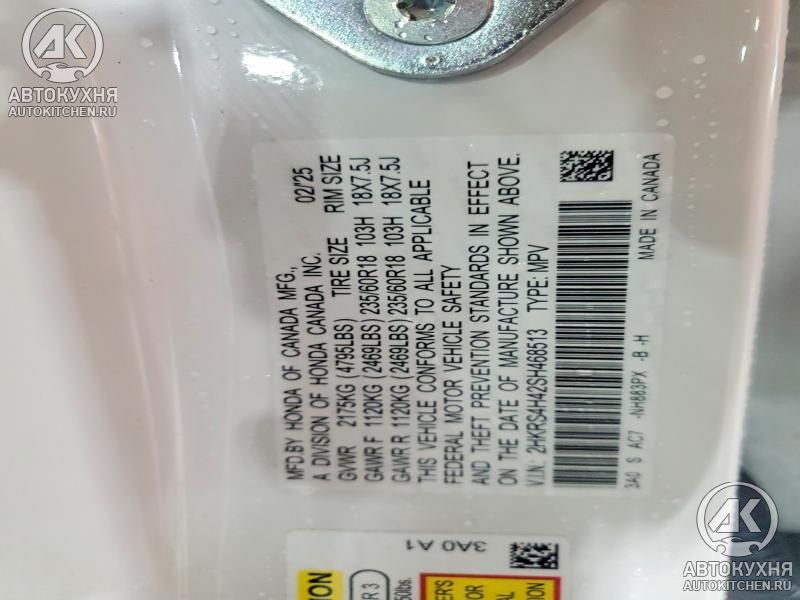 AK
АВТОКУХНЯ
AUTOKITCHEN.RU
MFD.BY HONDA OF CANADA MFG., 02/'25
A DIVISION OF HONDA CANADA INC.
GVWR 2175KG (4795LBS) TIRE SIZE RIM SIZE
GAWR F 1120KG (2469LBS) 235/60R18 103H 18X7.5J
GAWR R 1120KG (2469LBS) 235/60R18 103H 18X7.5J
THIS VEHICLE CONFORMS TO ALL APPLICABLE
FEDERAL MOTOR VEHICLE SAFETY
AND THEFT PREVENTION STANDARDS IN EFFECT
ON THE DATE OF MANUFACTURE SHOWN ABOVE.
V.I.N: 2HKRS4H42SH468513 TYPE: MPV
3A0 S AC7 -NH883PX -B -H MADE IN CANADA
3A0 A1
R 3
AK
АВТОКУХНЯ
AUTOKITCHEN.RU